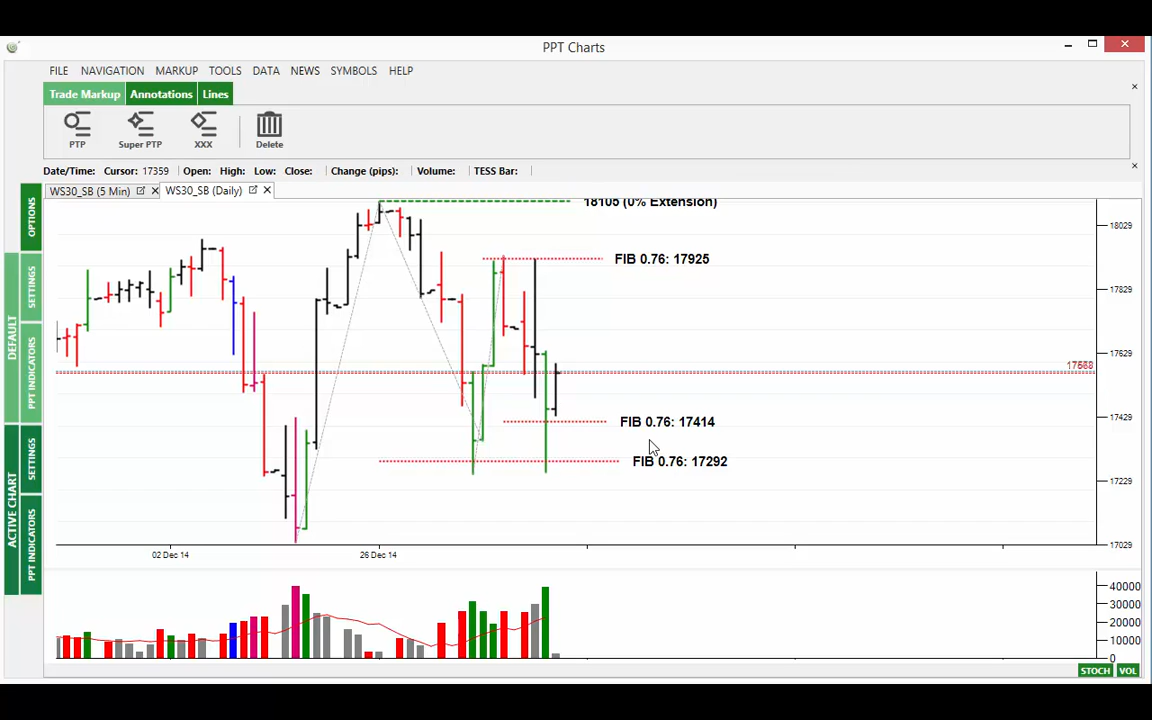 PPT Charts
FILE NAVIGATION MARKUP TOOLS DATA NEWS SYMBOLS HELP
Trade Markup Annotations Lines
PTP Super PTP XXX Delete
Date/Time: Cursor: 17359 Open: High: Low: Close: Change (pips): Volume: TESS Bar:
WS30_SB (5 Min) WS30_SB (Daily)
OPTIONS
SETTINGS
PPT INDICATORS
DEFAULT
SETTINGS
PPT INDICATORS
ACTIVE CHART
18105 (0% Extension)
18029
FIB 0.76: 17925
17829
17629
17568
17429
FIB 0.76: 17414
FIB 0.76: 17292
17229
17029
02 Dec 14 26 Dec 14
40000
30000
20000
10000
0
STOCH VOL